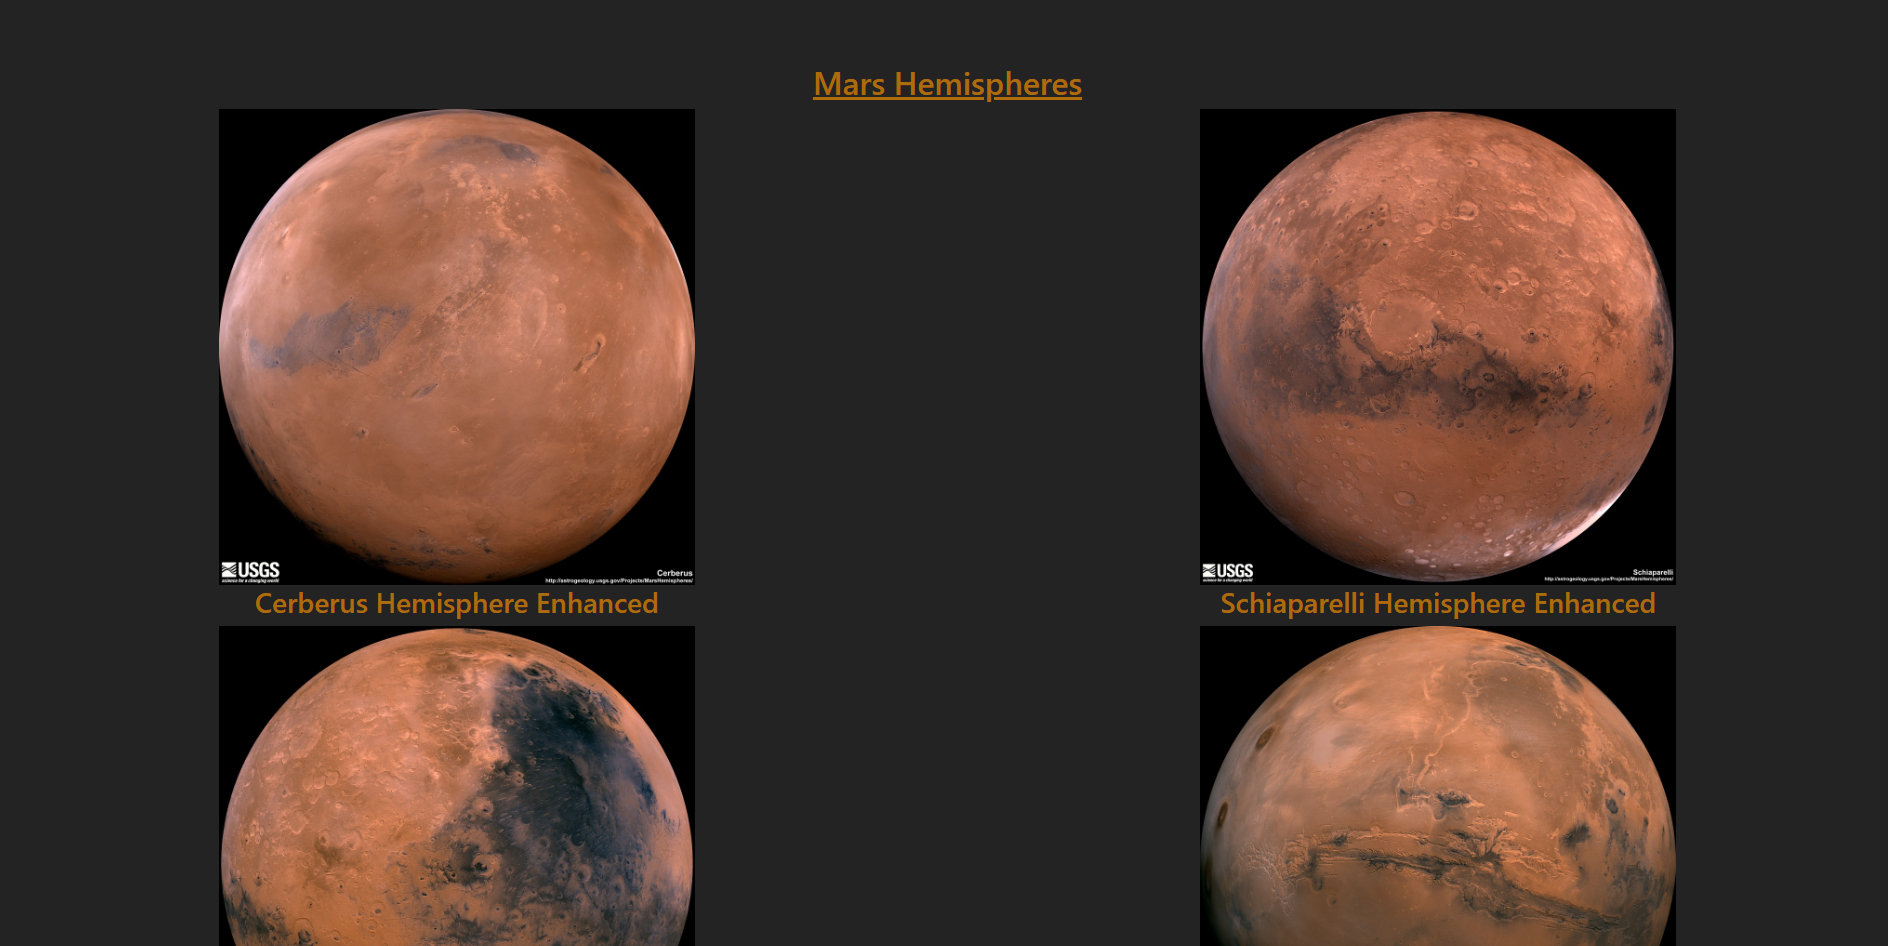 Mars Hemispheres
USGS
science for a changing world
Cerberus
http://astrogeology.usgs.gov/Projects/MarsHemispheres/
USGS
science for a changing world
Schiaparelli
http://astrogeology.usgs.gov/Projects/MarsHemispheres/
Cerberus Hemisphere Enhanced
Schiaparelli Hemisphere Enhanced